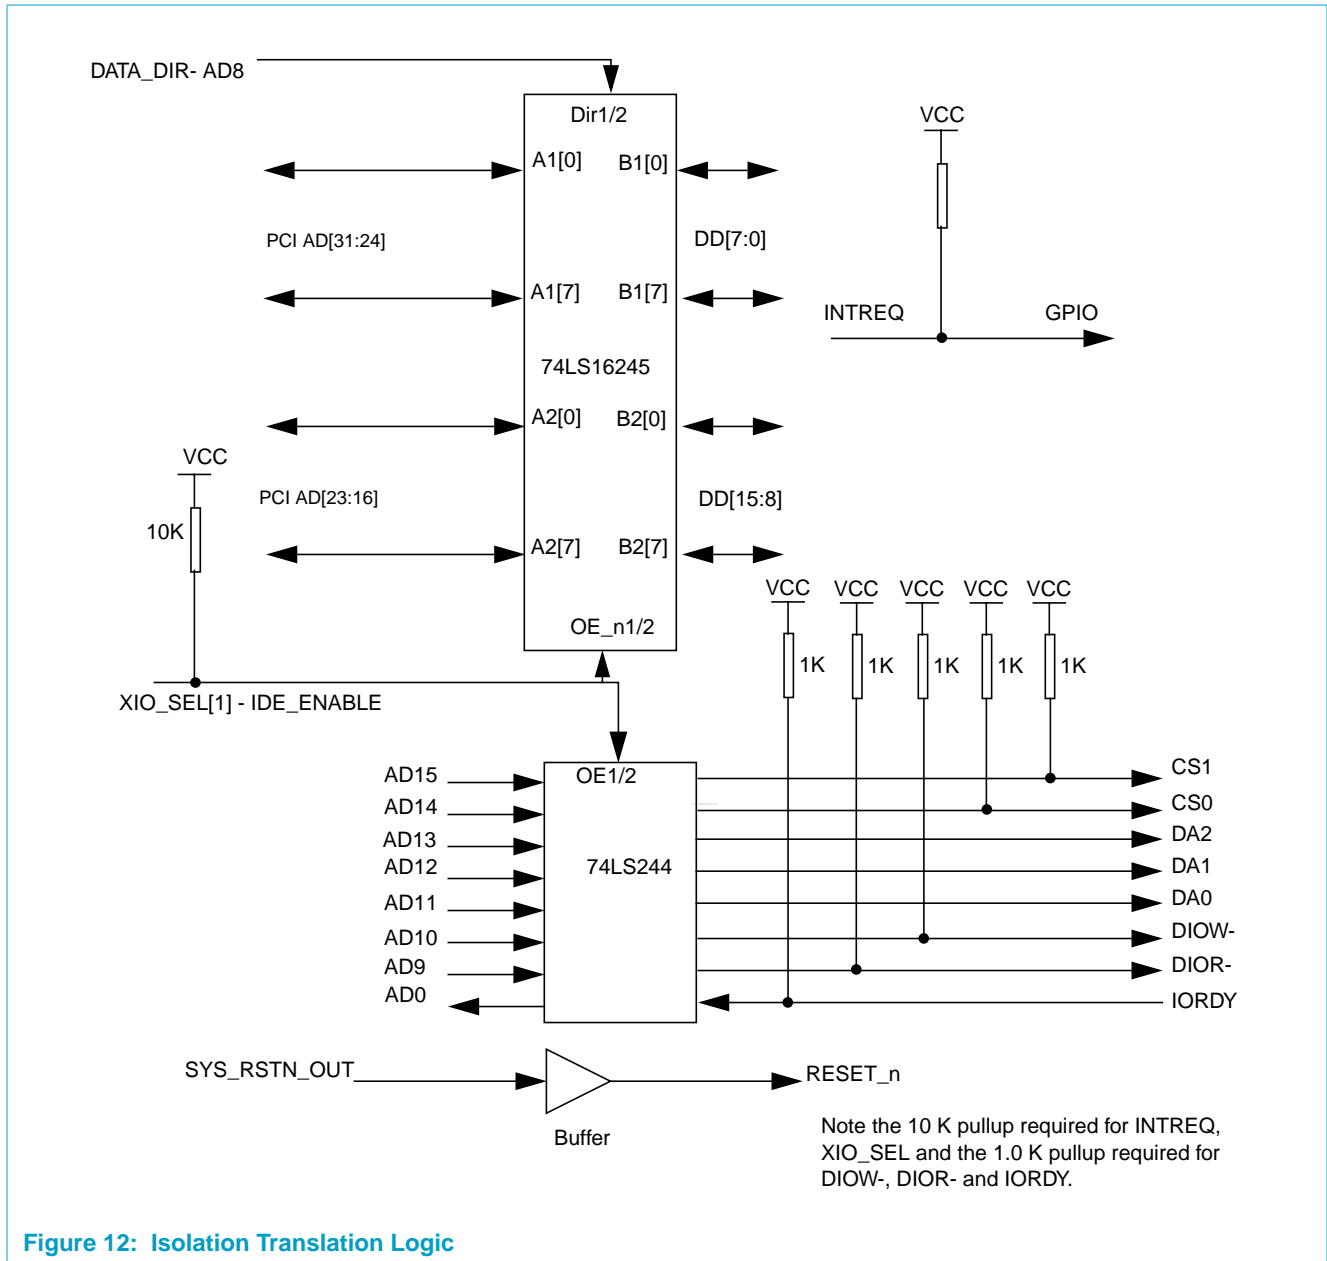 DATA_DIR- AD8
Dir1/2
VCC
A1[0] B1[0]
PCI AD[31:24]
DD[7:0]
A1[7] B1[7]
INTREQ
GPIO
74LS16245
A2[0] B2[0]
VCC
10K
PCI AD[23:16]
DD[15:8]
A2[7] B2[7]
VCC VCC VCC VCC VCC
OE_n1/2
1K 1K 1K 1K 1K
XIO_SEL[1] - IDE_ENABLE
OE1/2
74LS244
AD15
AD14
AD13
AD12
AD11
AD10
AD9
AD0
CS1
CS0
DA2
DA1
DA0
DIOW-
DIOR-
IORDY
SYS_RSTN_OUT
Buffer
RESET_n
Note the 10 K pullup required for INTREQ,
XIO_SEL and the 1.0 K pullup required for
DIOW-, DIOR- and IORDY.
Figure 12: Isolation Translation Logic